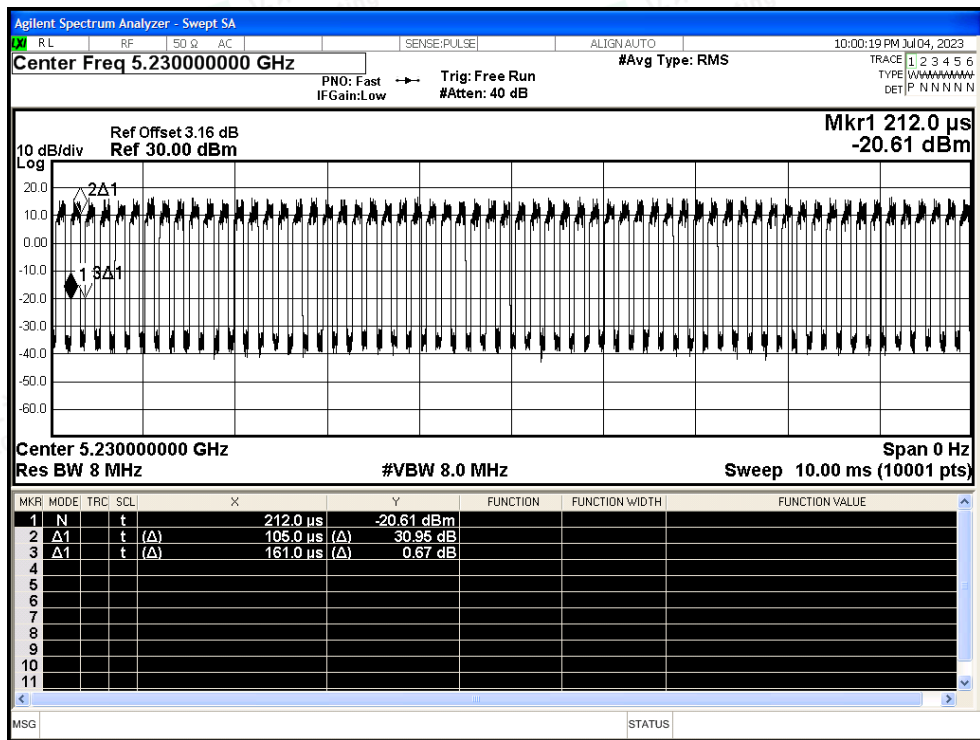 Agilent Spectrum Analyzer - Swept SA
LXI RL RF 50 Ω AC SENSE:PULSE ALIGN AUTO 10:00:19 PM Jul 04, 2023
Center Freq 5.230000000 GHz #Avg Type: RMS TRACE 1 2 3 4 5 6
PNO: Fast Trig: Free Run TYPE
IFGain:Low #Atten: 40 dB DET P N N N N N
Mkr1 212.0 µs
-20.61 dBm
Ref Offset 3.16 dB
10 dB/div Ref 30.00 dBm
Log
20.0
2Δ1
10.0
0.00
-10.0
1 3Δ1
-20.0
-30.0
-40.0
-50.0
-60.0
Center 5.230000000 GHz Span 0 Hz
Res BW 8 MHz #VBW 8.0 MHz Sweep 10.00 ms (10001 pts)
MKR MODE TRC SCL X Y FUNCTION FUNCTION WIDTH FUNCTION VALUE
1 N t 212.0 µs -20.61 dBm
2 Δ1 t (Δ) 105.0 µs (Δ) 30.95 dB
3 Δ1 t (Δ) 161.0 µs (Δ) 0.67 dB
4
5
6
7
8
9
10
11
MSG STATUS